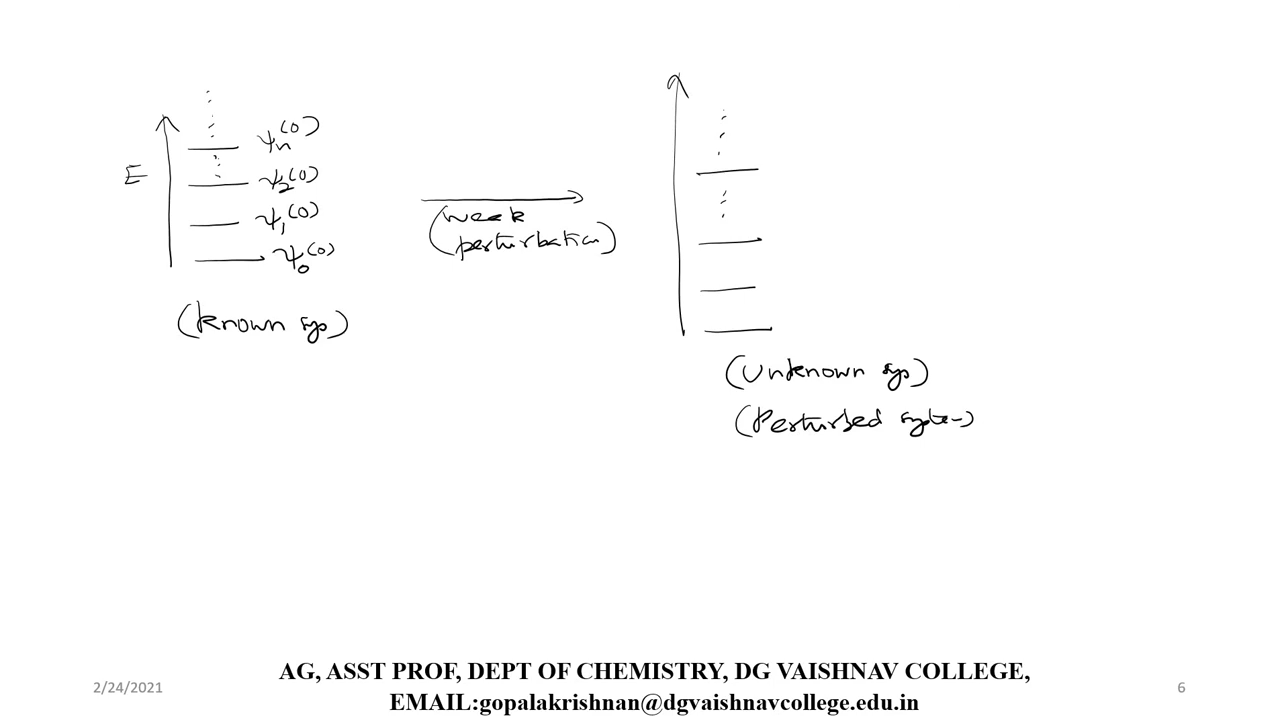 E
ψn(0)
ψ2(0)
ψ1(0)
ψ0(0)
(known sys)
(week
perturbation)
(Unknown sys)
(Perturbed system)
AG, ASST PROF, DEPT OF CHEMISTRY, DG VAISHNAV COLLEGE,
EMAIL:gopalakrishnan@dgvaishnavcollege.edu.in
2/24/2021
6